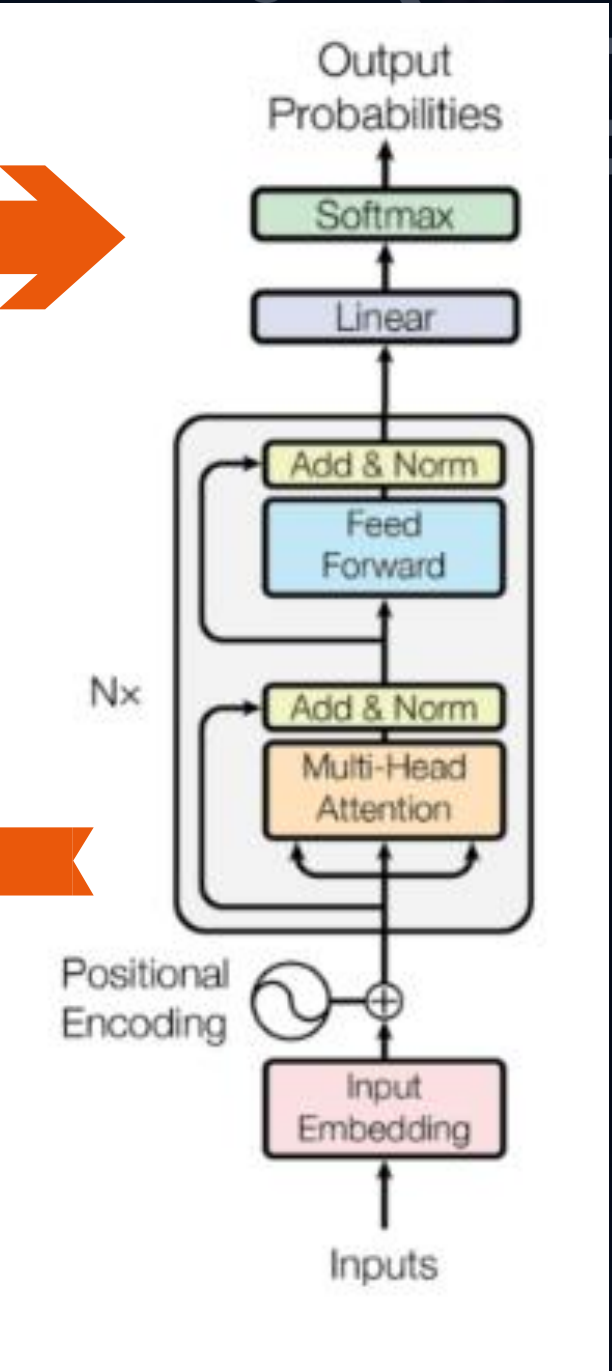 Output
Probabilities
Softmax
Linear
Add & Norm
Feed
Forward
Nx
Add & Norm
Multi-Head
Attention
Positional
Encoding
Input
Embedding
Inputs